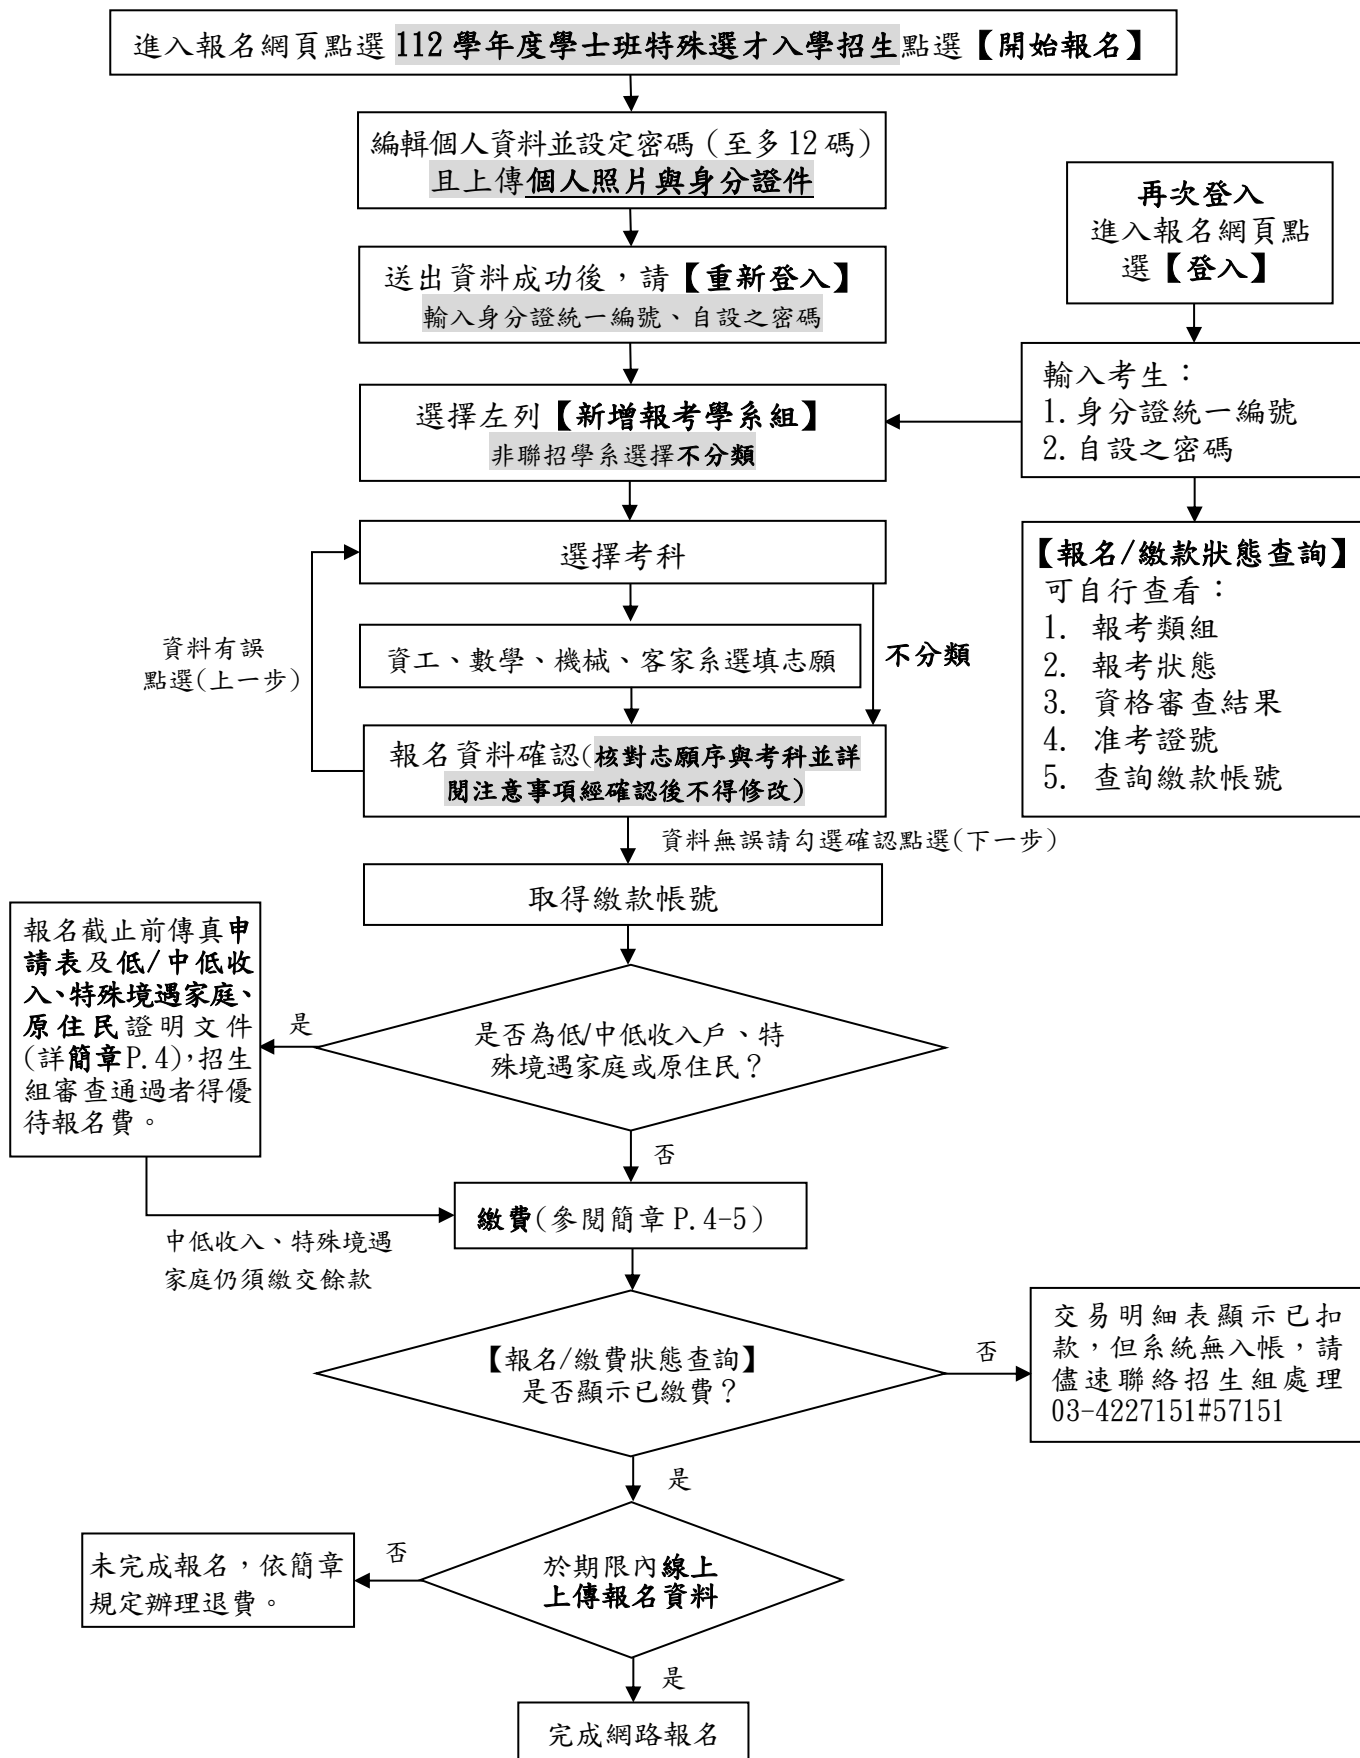 進入報名網頁點選 112 學年度學士班特殊選才入學招生點選【開始報名】
編輯個人資料並設定密碼（至多 12 碼）
且上傳個人照片與身分證件
再次登入
進入報名網頁點
選【登入】
送出資料成功後，請【重新登入】
輸入身分證統一編號、自設之密碼
輸入考生：
1. 身分證統一編號
2. 自設之密碼
選擇左列【新增報考學系組】
非聯招學系選擇不分類
選擇考科
【報名/繳款狀態查詢】
可自行查看：
1. 報考類組
2. 報考狀態
3. 資格審查結果
4. 准考證號
5. 查詢繳款帳號
資料有誤
點選(上一步)
資工、數學、機械、客家系選填志願
不分類
報名資料確認(核對志願序與考科並詳
閱注意事項經確認後不得修改)
資料無誤請勾選確認點選(下一步)
取得繳款帳號
報名截止前傳真申
請表及低/中低收
入、特殊境遇家庭、
原住民證明文件
(詳簡章P.4)，招生
組審查通過者得優
待報名費。
是
是否為低/中低收入戶、特
殊境遇家庭或原住民？
否
繳費(參閱簡章 P.4-5)
中低收入、特殊境遇
家庭仍須繳交餘款
【報名/繳費狀態查詢】
是否顯示已繳費？
否
交易明細表顯示已扣
款，但系統無入帳，請
儘速聯絡招生組處理
03-4227151#57151
是
於期限內線上
上傳報名資料
否
未完成報名，依簡章
規定辦理退費。
是
完成網路報名